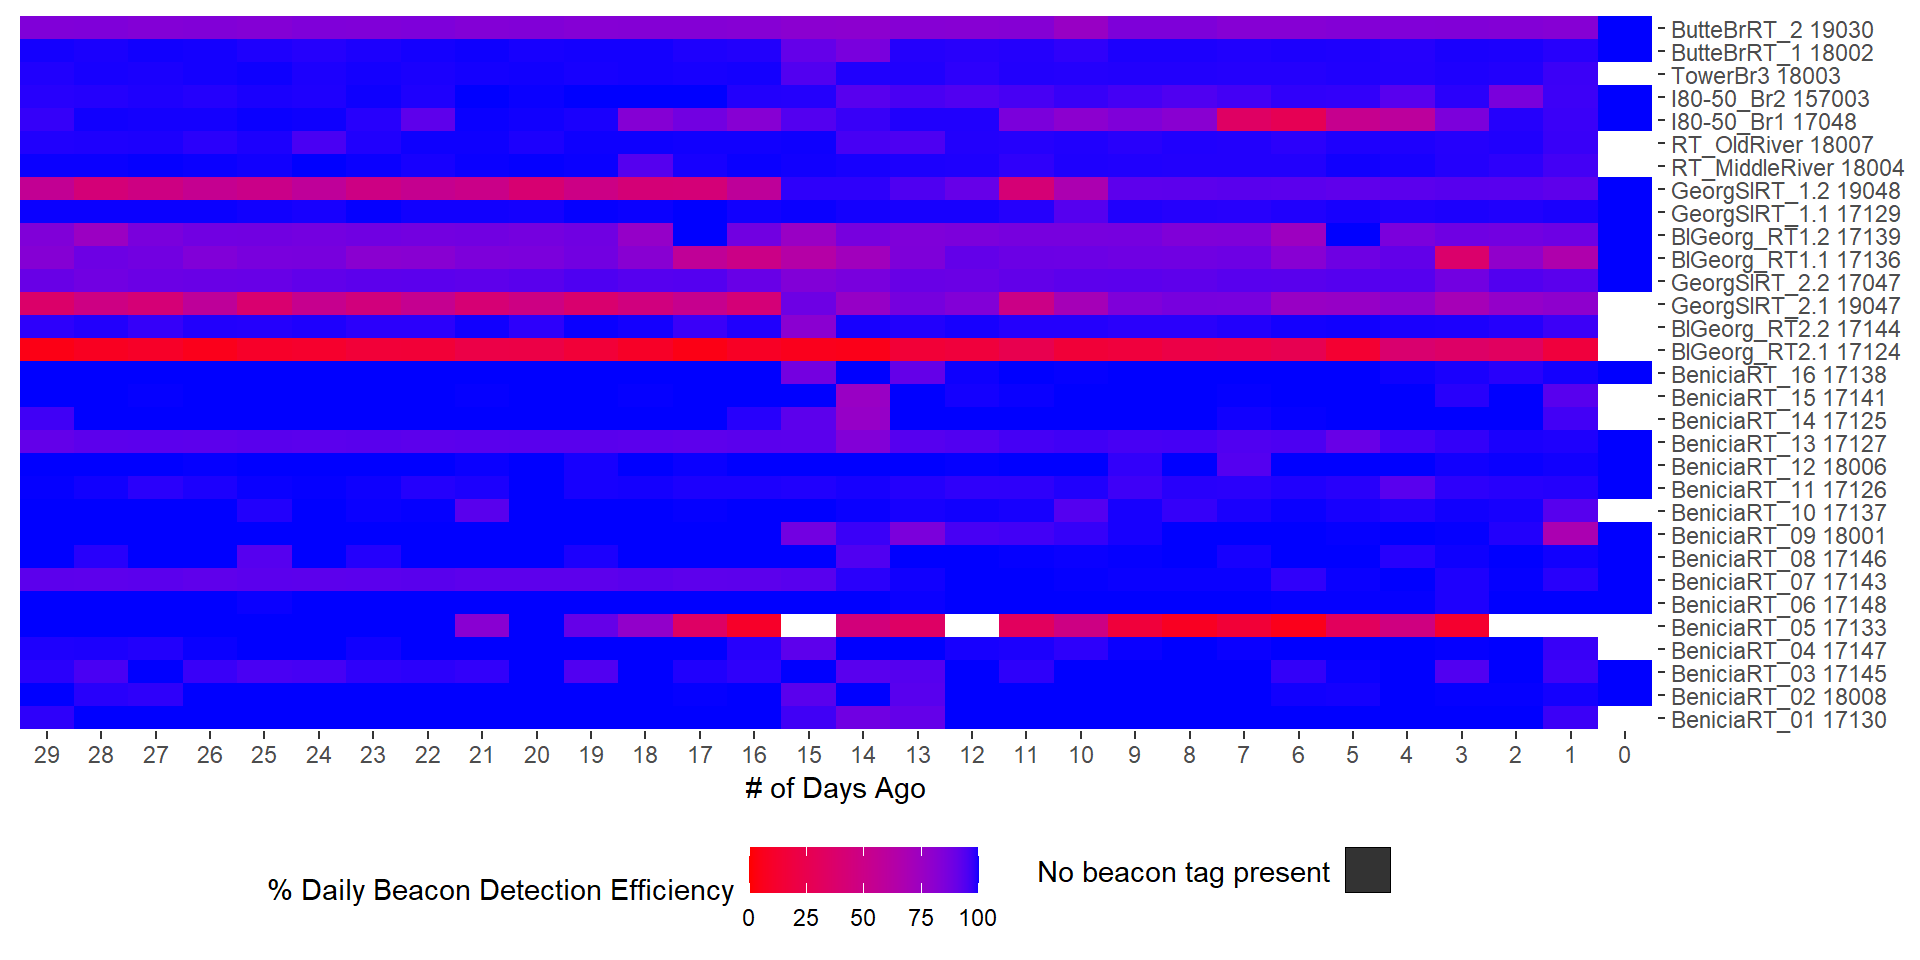 ButteBrRT_2 19030
ButteBrRT_1 18002
TowerBr3 18003
I80-50_Br2 157003
I80-50_Br1 17048
RT_OldRiver 18007
RT_MiddleRiver 18004
GeorgSlRT_1.2 19048
GeorgSlRT_1.1 17129
BlGeorg_RT1.2 17139
BlGeorg_RT1.1 17136
GeorgSlRT_2.2 17047
GeorgSlRT_2.1 19047
BlGeorg_RT2.2 17144
BlGeorg_RT2.1 17124
BeniciaRT_16 17138
BeniciaRT_15 17141
BeniciaRT_14 17125
BeniciaRT_13 17127
BeniciaRT_12 18006
BeniciaRT_11 17126
BeniciaRT_10 17137
BeniciaRT_09 18001
BeniciaRT_08 17146
BeniciaRT_07 17143
BeniciaRT_06 17148
BeniciaRT_05 17133
BeniciaRT_04 17147
BeniciaRT_03 17145
BeniciaRT_02 18008
BeniciaRT_01 17130
29 28 27 26 25 24 23 22 21 20 19 18 17 16 15 14 13 12 11 10 9 8 7 6 5 4 3 2 1 0
# of Days Ago
% Daily Beacon Detection Efficiency
0 25 50 75 100
No beacon tag present